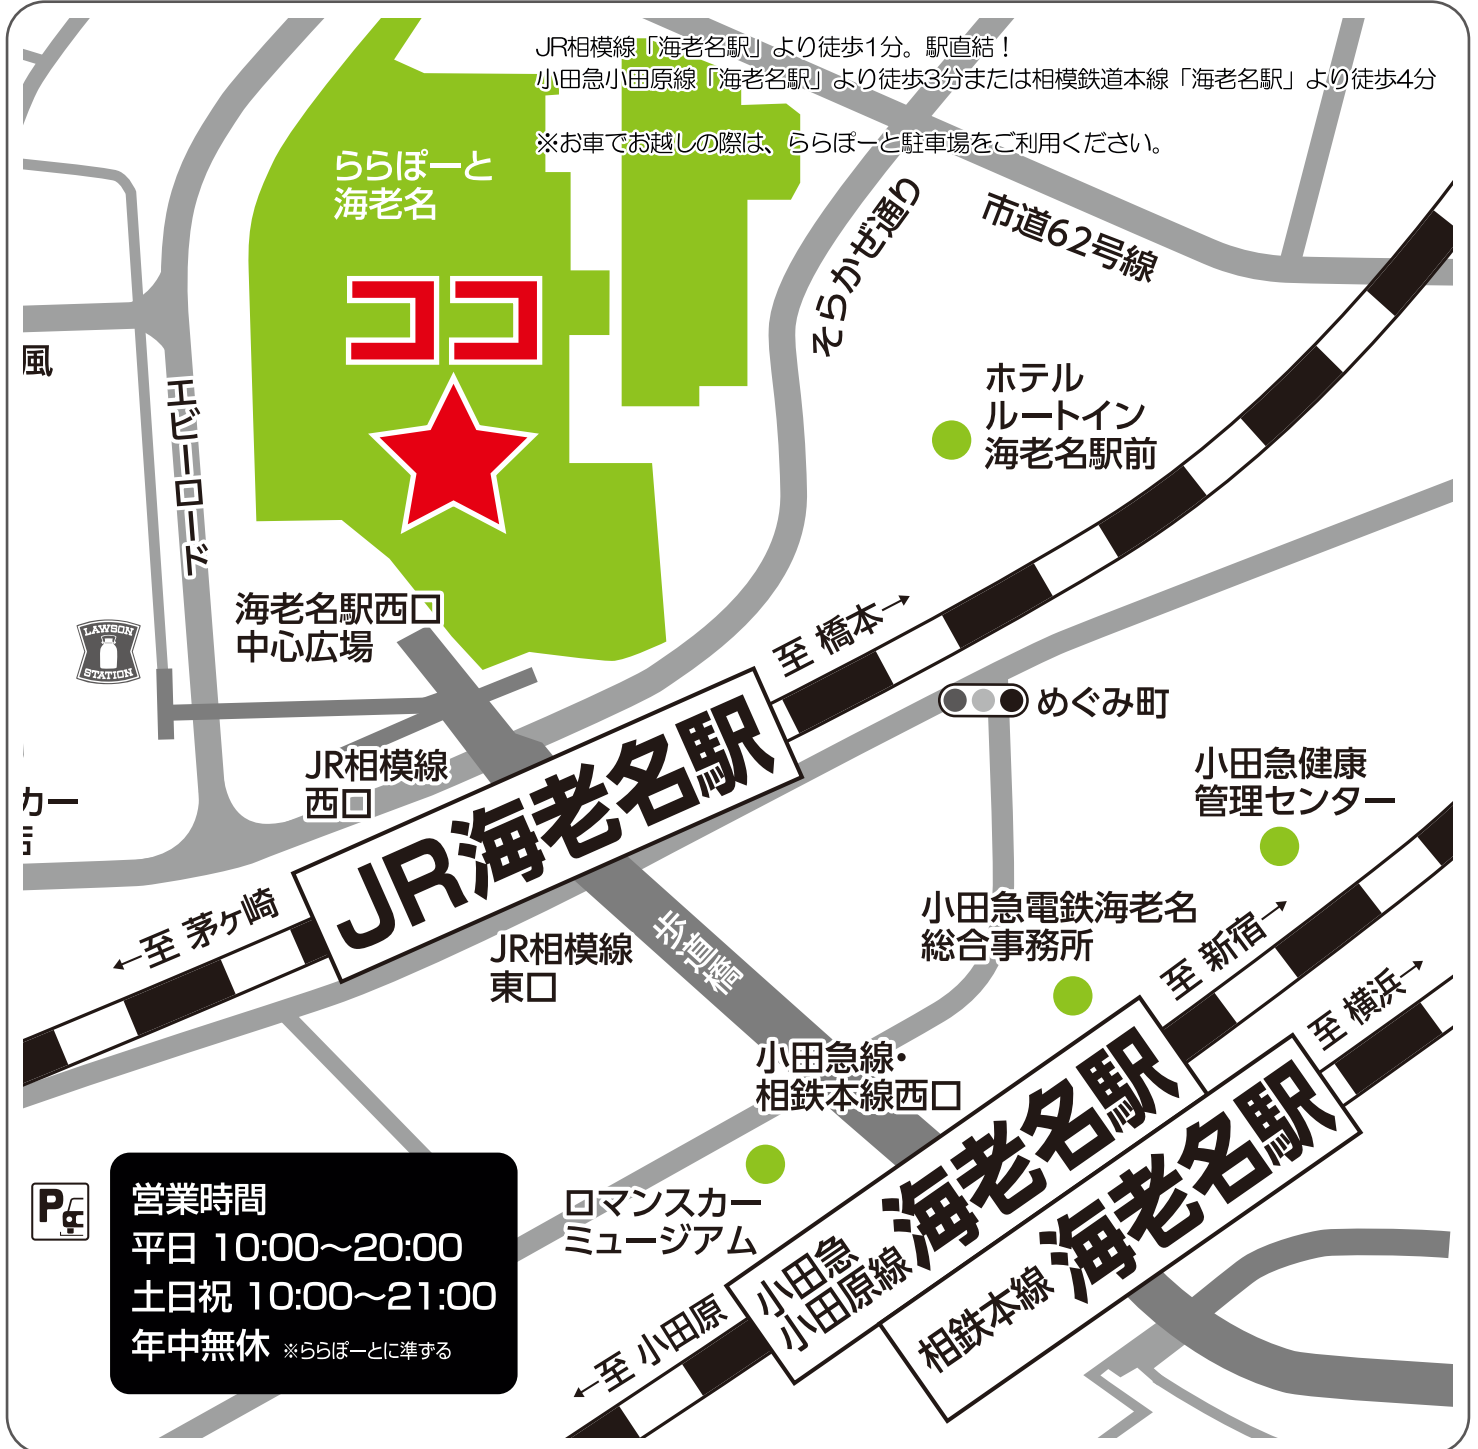 JR相模線「海老名駅」より徒歩1分。駅直結！
小田急小田原線「海老名駅」より徒歩3分または相模鉄道本線「海老名駅」より徒歩4分
※お車でお越しの際は、ららぽーと駐車場をご利用ください。
ららぽーと
海老名
ココ
そらかぜ通り
市道62号線
風
エビーロード
ホテル
ルートイン
海老名駅前
海老名駅西口
中心広場
LAWSON
STATION
至 橋本→
めぐみ町
JR相模線
西口
JR海老名駅
小田急健康
管理センター
カー
←至 茅ヶ崎
JR相模線
東口
歩道橋
小田急電鉄海老名
総合事務所
至 新宿→
至 横浜→
小田急線・
相鉄本線西口
小田急
小田原線
海老名駅
相鉄本線
海老名駅
ロマンスカー
ミュージアム
←至 小田原
P
営業時間
平日 10:00〜20:00
土日祝 10:00〜21:00
年中無休 ※ららぽーとに準ずる